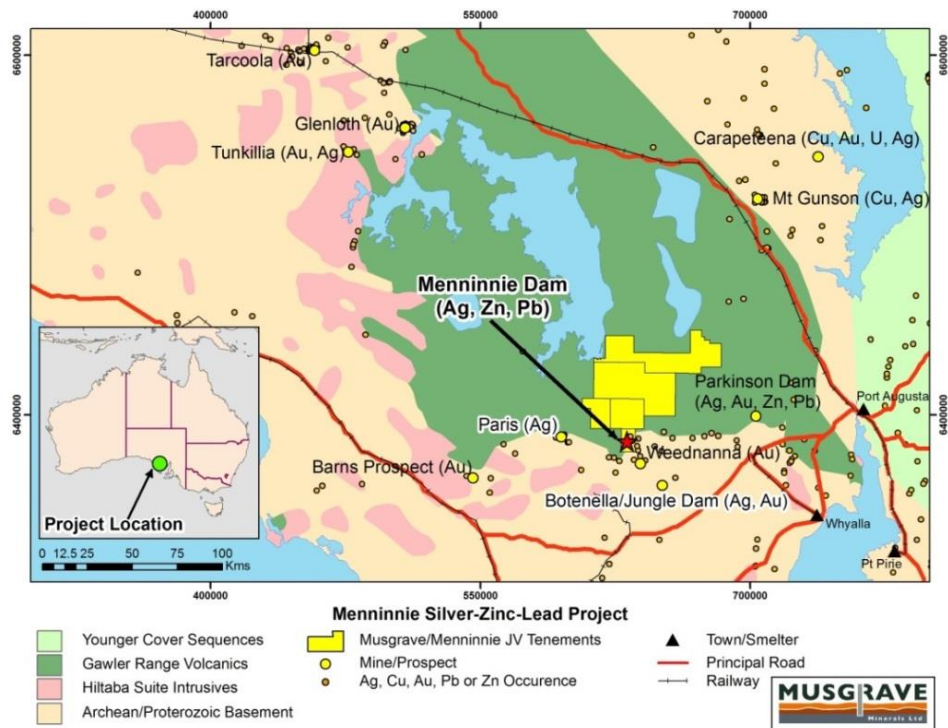 400000 550000 700000
6600000 6600000
Tarcoola (Au)
Glenloth (Au)
Tunkillia (Au, Ag)
Carapeteena (Cu, Au, U, Ag)
Mt Gunson (Cu, Ag)
Menninnie Dam
(Ag, Zn, Pb)
Parkinson Dam
(Ag, Au, Zn, Pb)
Port Augusta
6400000 6400000
Paris (Ag)
Weednanna (Au)
Barns Prospect (Au)
Botenella/Jungle Dam (Ag, Au)
Whyalla
Pt Pirie
Project Location
0 12.5 25 50 75 100
Kms
400000 550000 700000
Menninnie Silver-Zinc-Lead Project
Younger Cover Sequences
Gawler Range Volcanics
Hiltaba Suite Intrusives
Archean/Proterozoic Basement
Musgrave/Menninnie JV Tenements
Mine/Prospect
Ag, Cu, Au, Pb or Zn Occurence
Town/Smelter
Principal Road
Railway
MUSGRAVE
Minerals Ltd